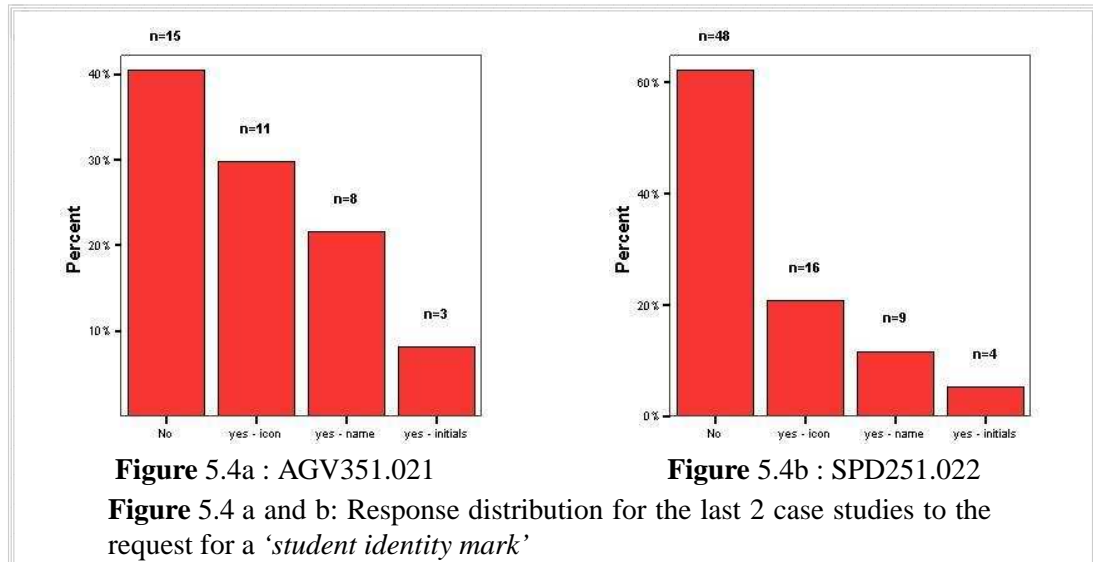 n=15
n=11
n=8
n=3
40%
30%
20%
10%
Percent
No
yes - icon
yes - name
yes - initials
n=48
n=16
n=9
n=4
60%
40%
20%
0%
Percent
No
yes - icon
yes - name
yes - initials
Figure 5.4a : AGV351.021
Figure 5.4b : SPD251.022
Figure 5.4 a and b: Response distribution for the last 2 case studies to the
request for a ‘student identity mark’